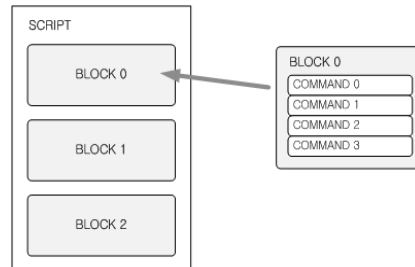 SCRIPT
BLOCK 0
BLOCK 1
BLOCK 2
BLOCK 0
COMMAND 0
COMMAND 1
COMMAND 2
COMMAND 3